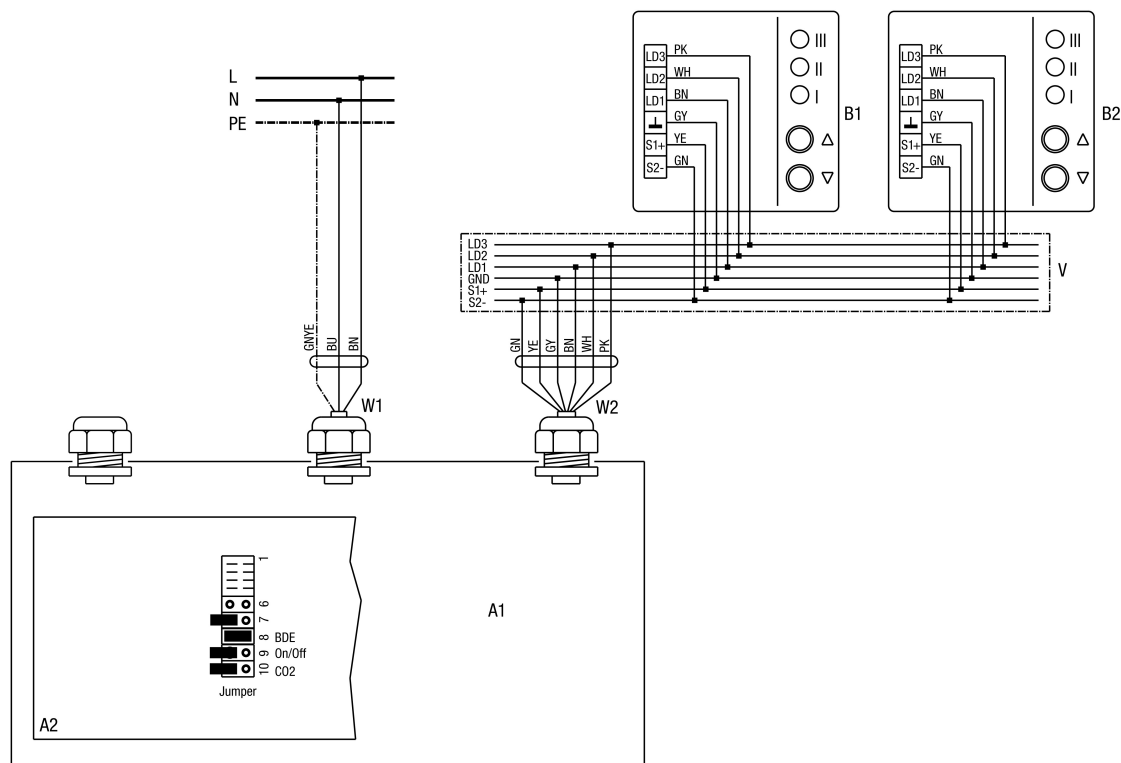 L
N
PE
LD3 PK
LD2 WH
LD1 BN
GY
S1+ YE
S2- GN
III
II
I
B1
LD3 PK
LD2 WH
LD1 BN
GY
S1+ YE
S2- GN
III
II
I
B2
LD3
LD2
LD1
GND
S1+
S2-
V
GNYE
BU
BN
W1
GN
YE
GY
BN
WH
PK
W2
1
6
7
8 BDE
9 On/Off
10 CO2
Jumper
A1
A2